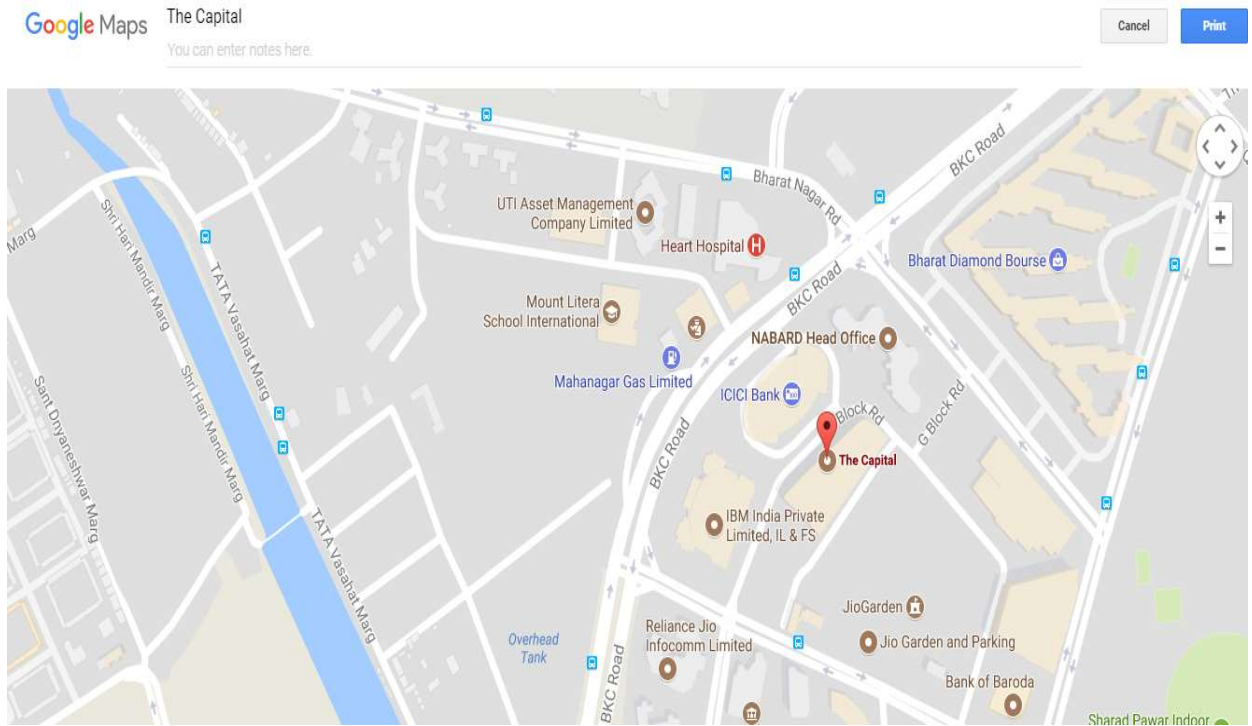 Google Maps
The Capital
You can enter notes here.
Cancel
Print
BKC Road
Bharat Nagar Rd
UTI Asset Management
Company Limited
Heart Hospital
H
BKC Road
Bharat Diamond Bourse
Marg
Shri Hari Mandir Marg
TATA Vasahat Marg
Mount Litera
School International
NABARD Head Office
Mahanagar Gas Limited
ICICI Bank
Block Rd
G Block Rd
Sant Dnyaneshwar Marg
Shri Hari Mandir Marg
BKC Road
The Capital
IBM India Private
Limited, IL & FS
TATA Vasahat Marg
JioGarden
Reliance Jio
Infocomm Limited
Jio Garden and Parking
Overhead
Tank
BKC Road
Bank of Baroda
Sharad Pawar Indoor
+
−